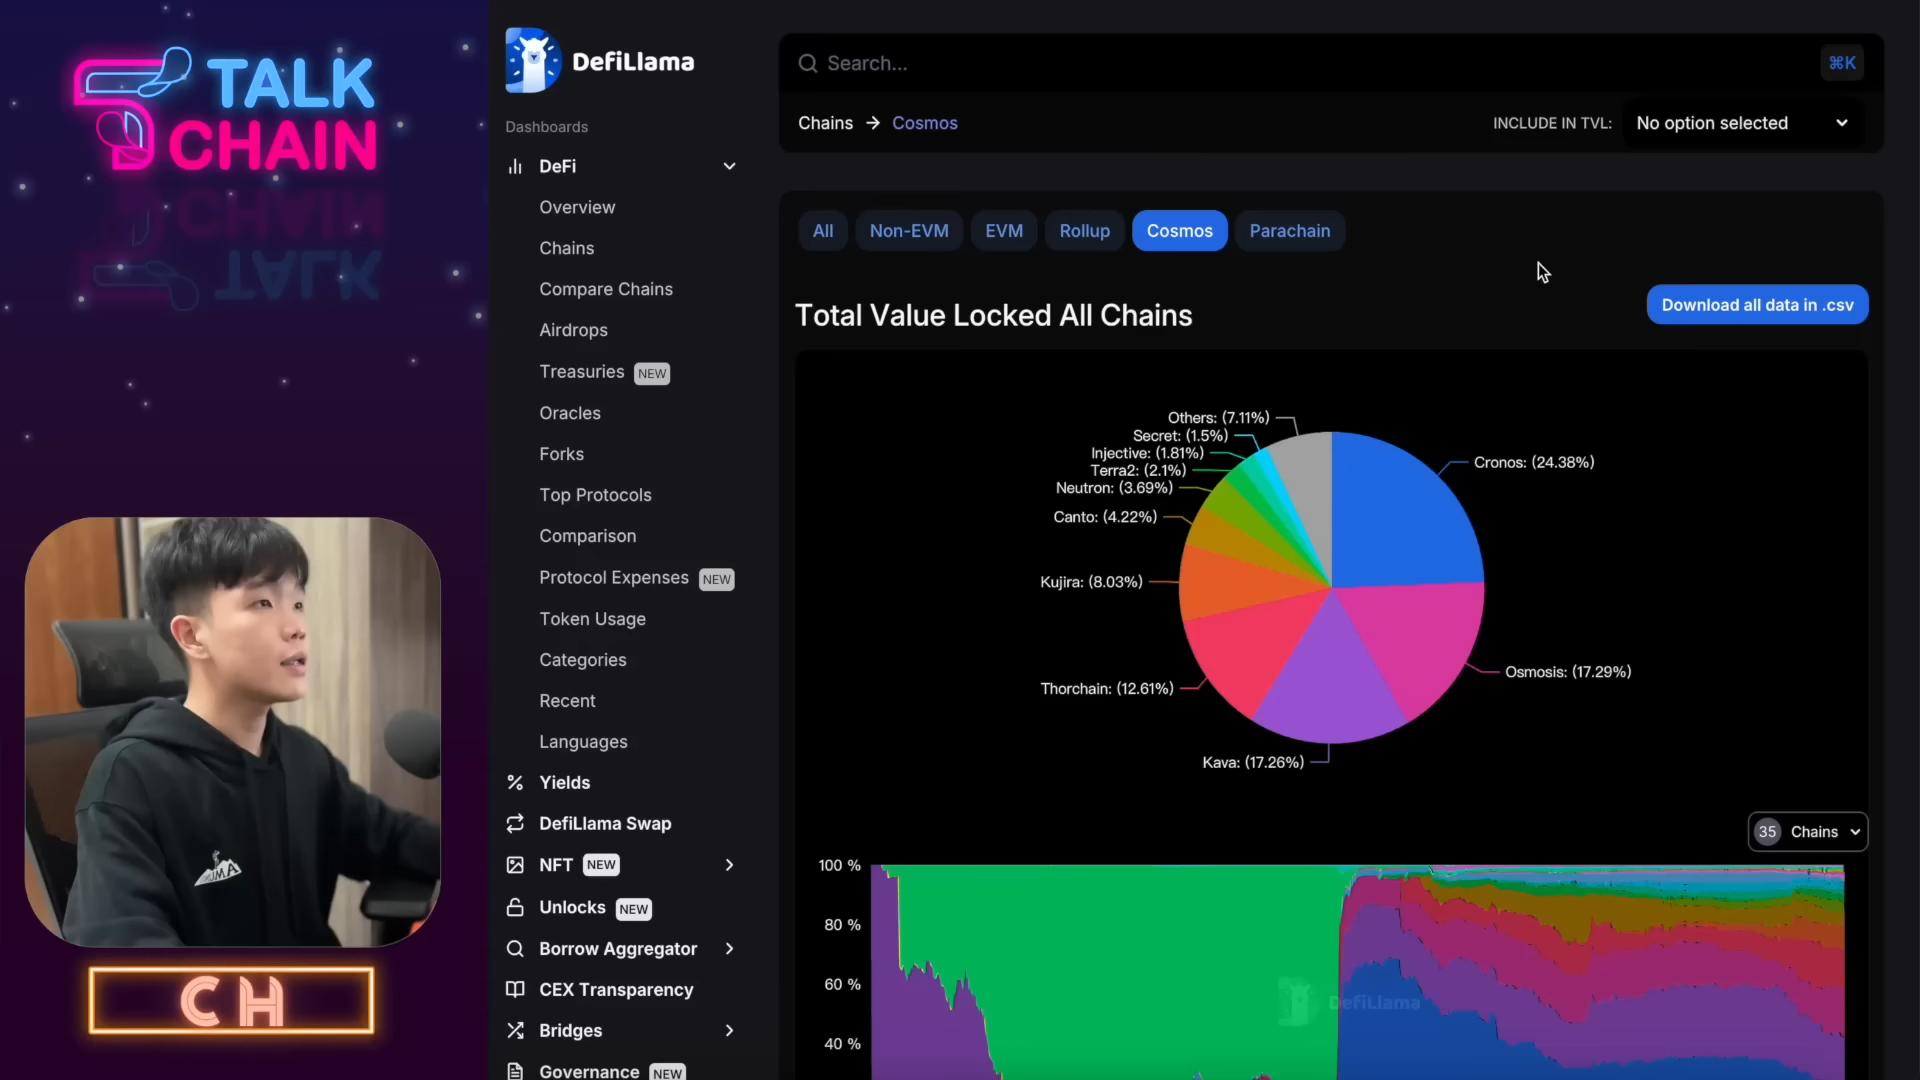 TALK
CHAIN
CH
DefiLlama
Dashboards
DeFi
Overview
Chains
Compare Chains
Airdrops
Treasuries NEW
Oracles
Forks
Top Protocols
Comparison
Protocol Expenses NEW
Token Usage
Categories
Recent
Languages
Yields
DefiLlama Swap
NFT NEW
Unlocks NEW
Borrow Aggregator
CEX Transparency
Bridges
Governance NEW
Search...
⌘K
Chains → Cosmos
INCLUDE IN TVL: No option selected
All Non-EVM EVM Rollup Cosmos Parachain
Total Value Locked All Chains
Download all data in .csv
Others: (7.11%)
Secret: (1.5%)
Injective: (1.81%)
Terra2: (2.1%)
Neutron: (3.69%)
Canto: (4.22%)
Kujira: (8.03%)
Thorchain: (12.61%)
Kava: (17.26%)
Cronos: (24.38%)
Osmosis: (17.29%)
35 Chains
100 %
80 %
60 %
40 %
DefiLlama